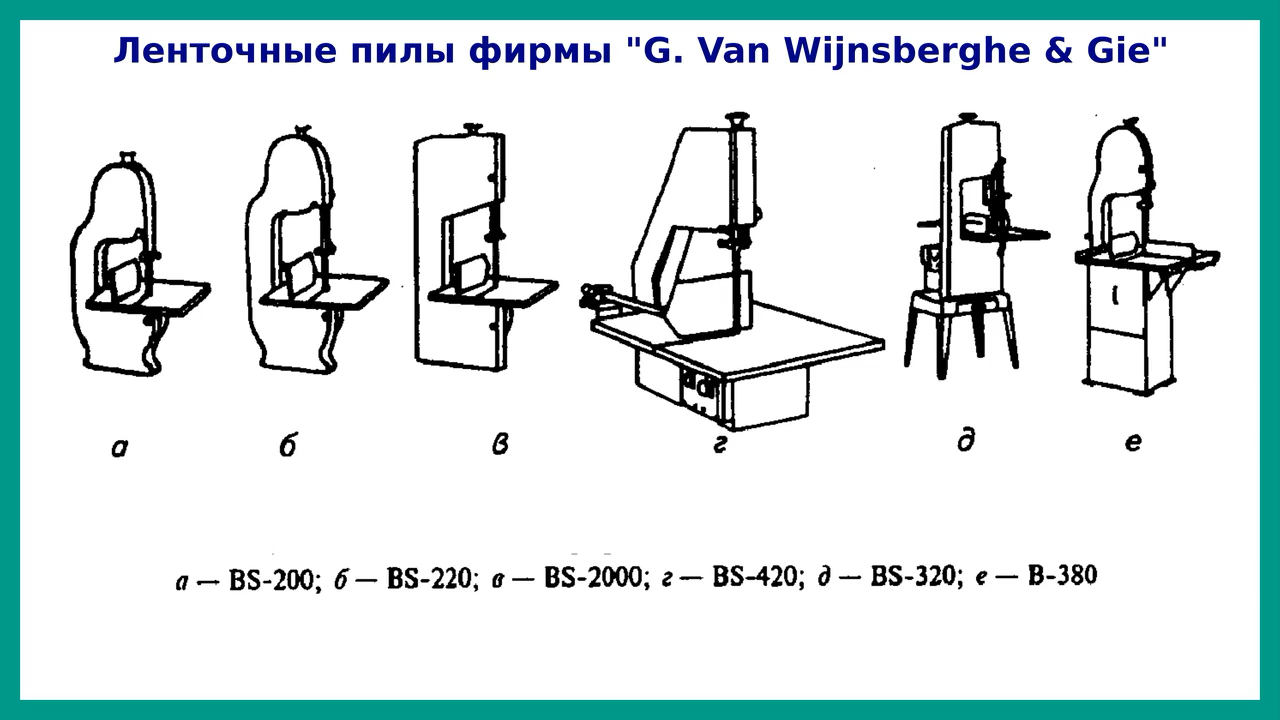 Ленточные пилы фирмы "G. Van Wijnsberghe & Gie"
а б в г д е
а — BS-200; б — BS-220; в — BS-2000; г — BS-420; д — BS-320; е — B-380